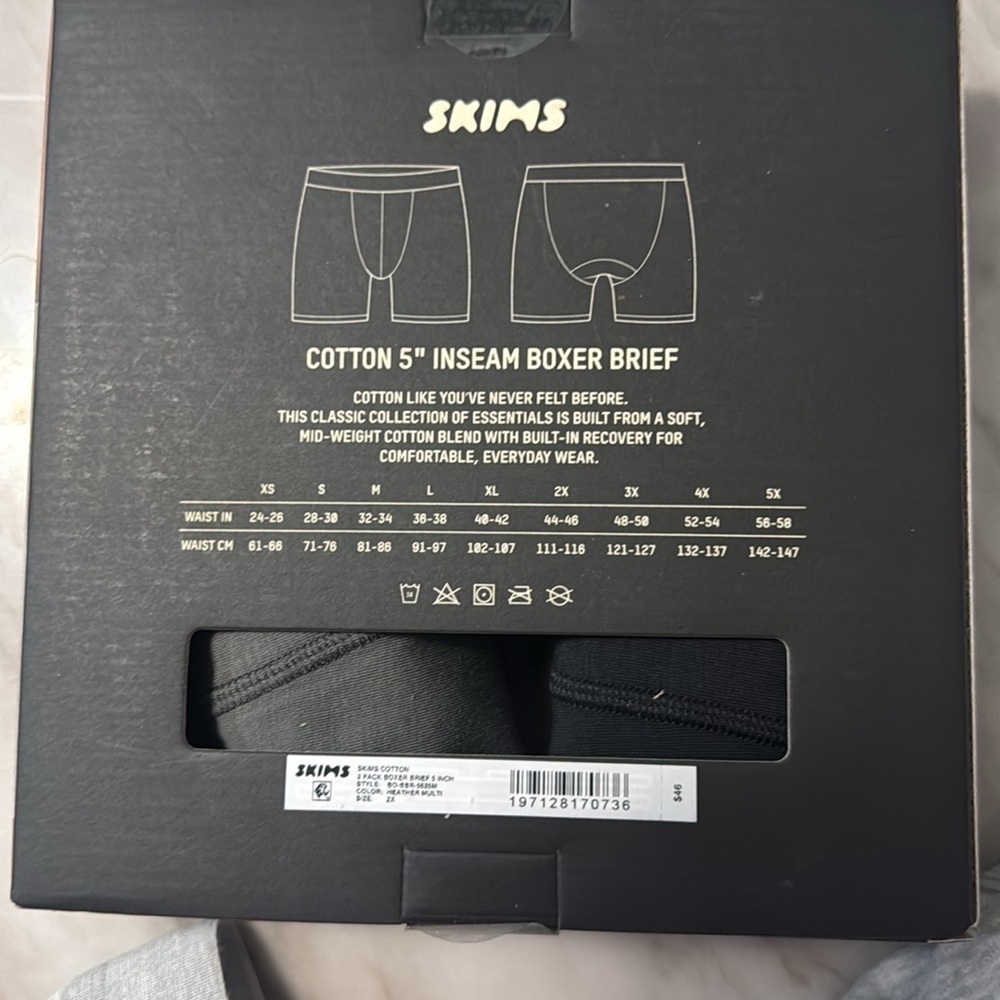 SKIMS
COTTON 5" INSEAM BOXER BRIEF
COTTON LIKE YOU'VE NEVER FELT BEFORE.
THIS CLASSIC COLLECTION OF ESSENTIALS IS BUILT FROM A SOFT,
MID-WEIGHT COTTON BLEND WITH BUILT-IN RECOVERY FOR
COMFORTABLE, EVERYDAY WEAR.
XS S M L XL 2X 3X 4X 5X
WAIST IN 24-26 28-30 32-34 36-38 40-42 44-46 48-50 52-54 56-58
WAIST CM 61-66 71-76 81-86 91-97 102-107 111-116 121-127 132-137 142-147
30
SKIMS
SKIMS COTTON
3 PACK BOXER BRIEF 5 INCH
STYLE: BO-BBR-5635M
COLOR: HEATHER MULTI
SIZE: 2X
197128170736
$46